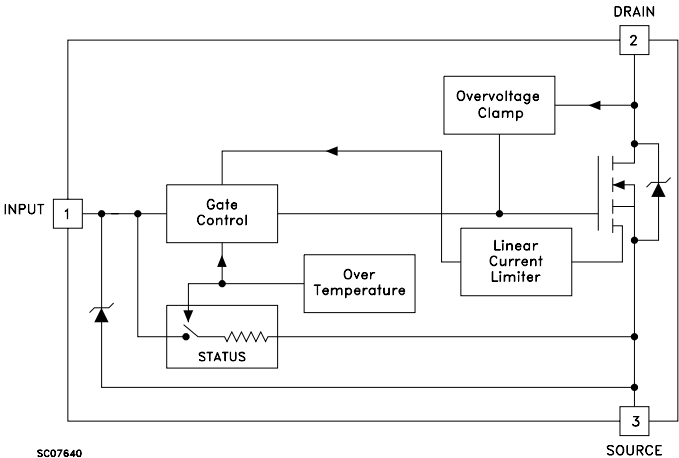 DRAIN
2
Overvoltage
Clamp
INPUT
1
Gate
Control
Linear
Current
Limiter
Over
Temperature
STATUS
3
SC07640
SOURCE